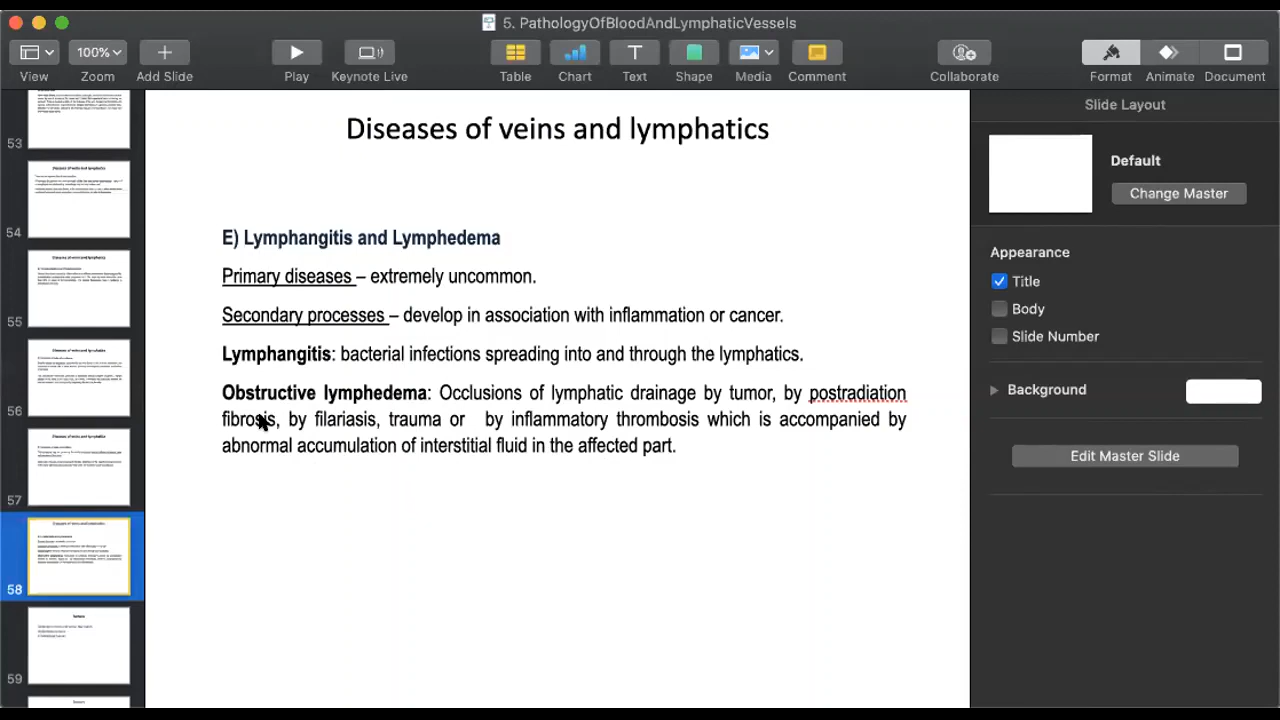 5. PathologyOfBloodAndLymphaticVessels
100%
View
Zoom
Add Slide
Play
Keynote Live
Table
Chart
Text
Shape
Media
Comment
Collaborate
Format
Animate
Document
53
54
55
56
57
58
59
Diseases of veins and lymphatics
E) Lymphangitis and Lymphedema
Primary diseases – extremely uncommon.
Secondary processes – develop in association with inflammation or cancer.
Lymphangitis: bacterial infections spreading into and through the lymphatics.
Obstructive lymphedema: Occlusions of lymphatic drainage by tumor, by postradiation
fibrosis, by filariasis, trauma or by inflammatory thrombosis which is accompanied by
abnormal accumulation of interstitial fluid in the affected part.
Slide Layout
Default
Change Master
Appearance
Title
Body
Slide Number
Background
Edit Master Slide